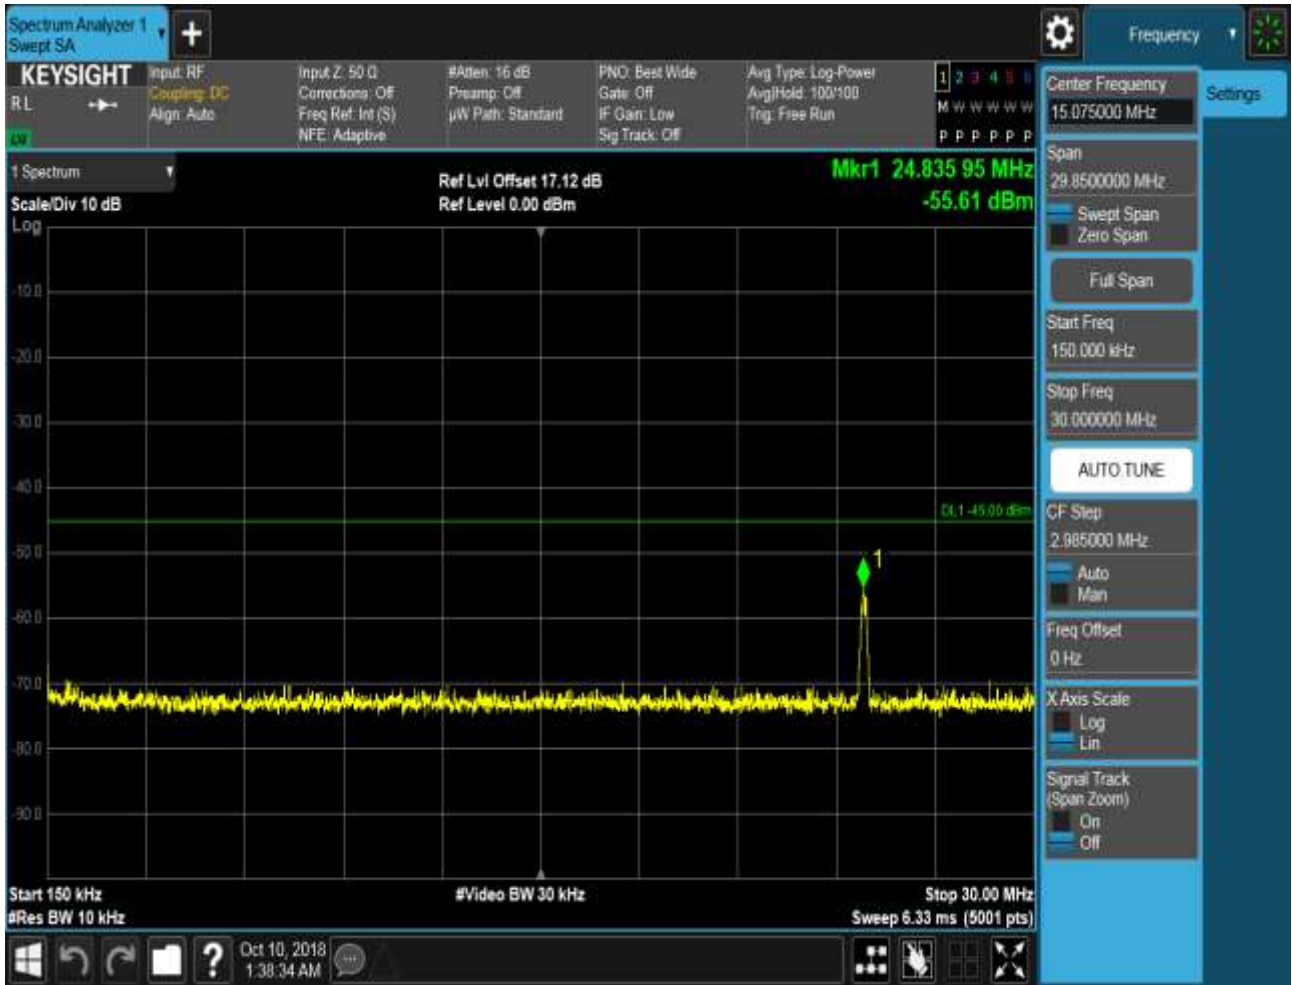 Spectrum Analyzer 1
Swept SA
Frequency
KEYSIGHT
RL
LW
Input: RF
Coupling: DC
Align: Auto
Input Z: 50 Ω
Corrections: Off
Freq Ref: Int (S)
NFE: Adaptive
#Atten: 16 dB
Preamp: Off
µW Path: Standard
PNO: Best Wide
Gate: Off
IF Gain: Low
Sig Track: Off
Avg Type: Log-Power
Avg|Hold: 100/100
Trig: Free Run
1 2 3 4 5 6
M W W W W W
P P P P P P
1 Spectrum
Scale/Div 10 dB
Log
Ref Lvl Offset 17.12 dB
Ref Level 0.00 dBm
Mkr1 24.835 95 MHz
-55.61 dBm
-10.0
-20.0
-30.0
-40.0
DL1 -45.00 dBm
-50.0
1
-60.0
-70.0
-80.0
-90.0
Start 150 kHz
#Video BW 30 kHz
Stop 30.00 MHz
#Res BW 10 kHz
Sweep 6.33 ms (5001 pts)
Center Frequency
15.075000 MHz
Settings
Span
29.8500000 MHz
Swept Span
Zero Span
Full Span
Start Freq
150.000 kHz
Stop Freq
30.000000 MHz
AUTO TUNE
CF Step
2.985000 MHz
Auto
Man
Freq Offset
0 Hz
X Axis Scale
Log
Lin
Signal Track
(Span Zoom)
On
Off
?
Oct 10, 2018
1:38:34 AM